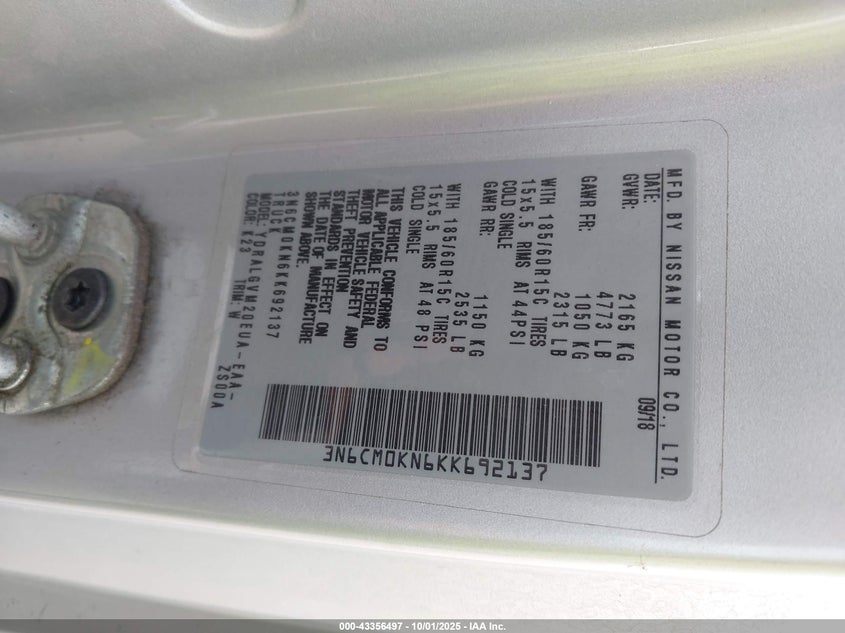 MFD. BY NISSAN MOTOR CO., LTD.
DATE: 09/18
GVWR: 2165 KG
4773 LB
GAWR FR: 1050 KG
2315 LB
WITH 185/60R15C TIRES
15x5.5 RIMS AT 44PSI
COLD SINGLE
GAWR RR: 1150 KG
2535 LB
WITH 185/60R15C TIRES
15x5.5 RIMS AT 48 PSI
COLD SINGLE
THIS VEHICLE CONFORMS TO
ALL APPLICABLE FEDERAL
MOTOR VEHICLE SAFETY AND
THEFT PREVENTION
STANDARDS IN EFFECT ON
THE DATE OF MANUFACTURE
SHOWN ABOVE.
3N6CM0KN6KK692137
TRUCK
MODEL: YDRALGVM20EUA-EAA-
ZS00A
COLOR: K23 TRIM: W
3N6CM0KN6KK692137
000-43356497 - 10/01/2025 - IAA Inc.